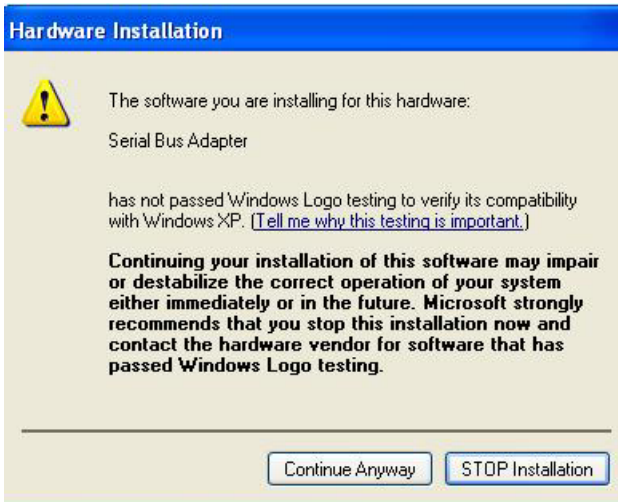 Hardware Installation
The software you are installing for this hardware:
Serial Bus Adapter
has not passed Windows Logo testing to verify its compatibility
with Windows XP. (Tell me why this testing is important.)
Continuing your installation of this software may impair
or destabilize the correct operation of your system
either immediately or in the future. Microsoft strongly
recommends that you stop this installation now and
contact the hardware vendor for software that has
passed Windows Logo testing.
Continue Anyway
STOP Installation